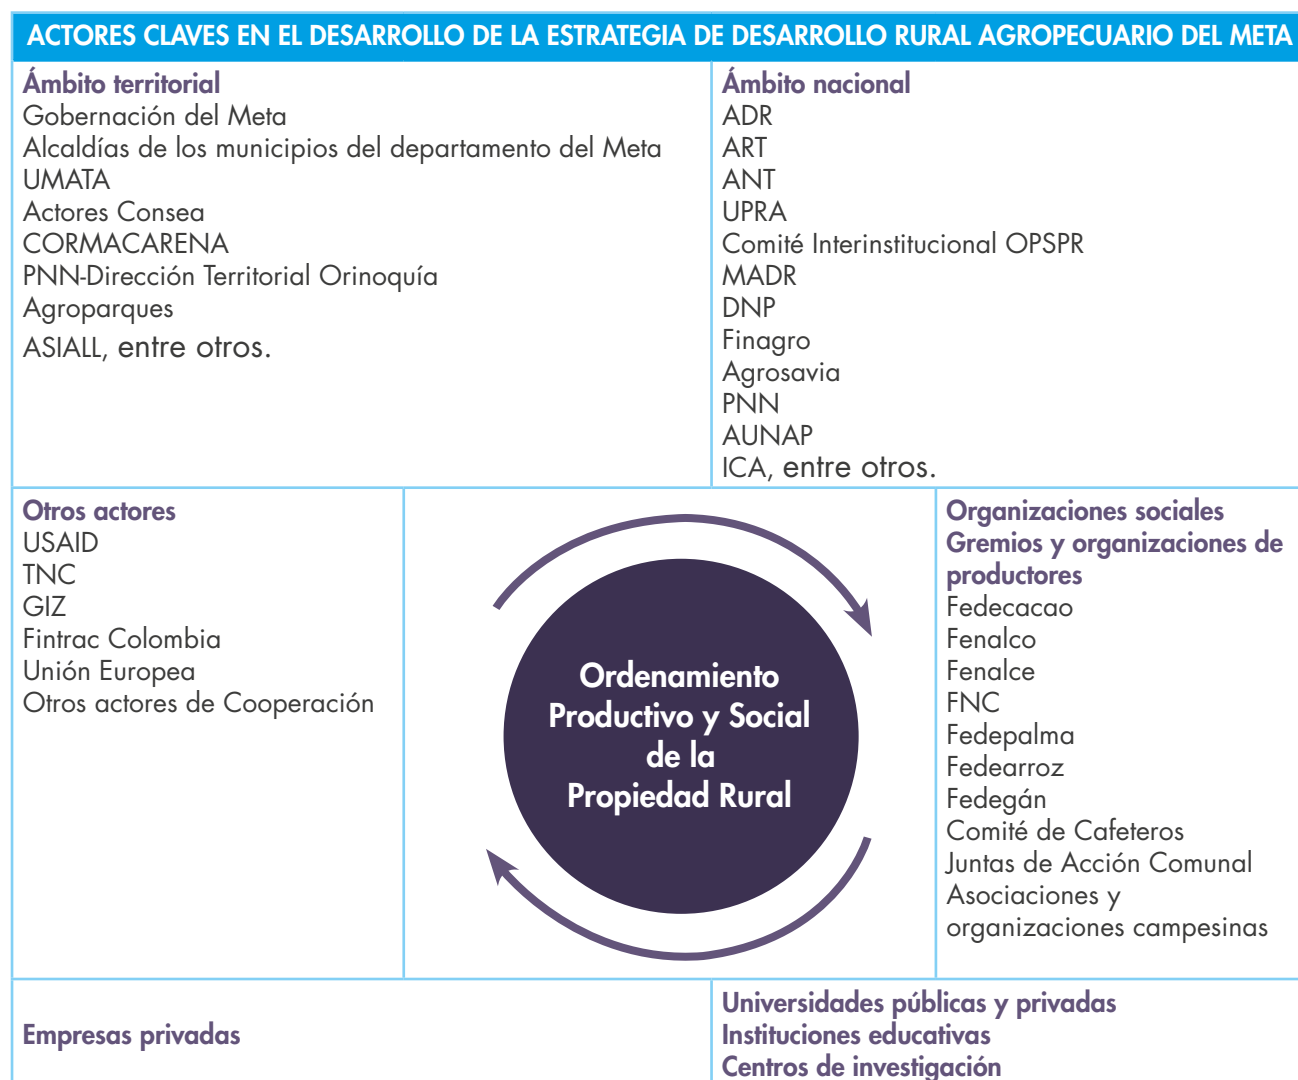 ACTORES CLAVES EN EL DESARROLLO DE LA ESTRATEGIA DE DESARROLLO RURAL AGROPECUARIO DEL META
Ámbito territorial
Gobernación del Meta
Alcaldías de los municipios del departamento del Meta
UMATA
Actores Consea
CORMACARENA
PNN-Dirección Territorial Orinoquía
Agroparques
ASIALL, entre otros.
Ámbito nacional
ADR
ART
ANT
UPRA
Comité Interinstitucional OPSPR
MADR
DNP
Finagro
Agrosavia
PNN
AUNAP
ICA, entre otros.
Otros actores
USAID
TNC
GIZ
Fintrac Colombia
Unión Europea
Otros actores de Cooperación
Ordenamiento
Productivo y Social
de la
Propiedad Rural
Organizaciones sociales
Gremios y organizaciones de
productores
Fedecacao
Fenalco
Fenalce
FNC
Fedepalma
Fedearroz
Fedegán
Comité de Cafeteros
Juntas de Acción Comunal
Asociaciones y
organizaciones campesinas
Empresas privadas
Universidades públicas y privadas
Instituciones educativas
Centros de investigación